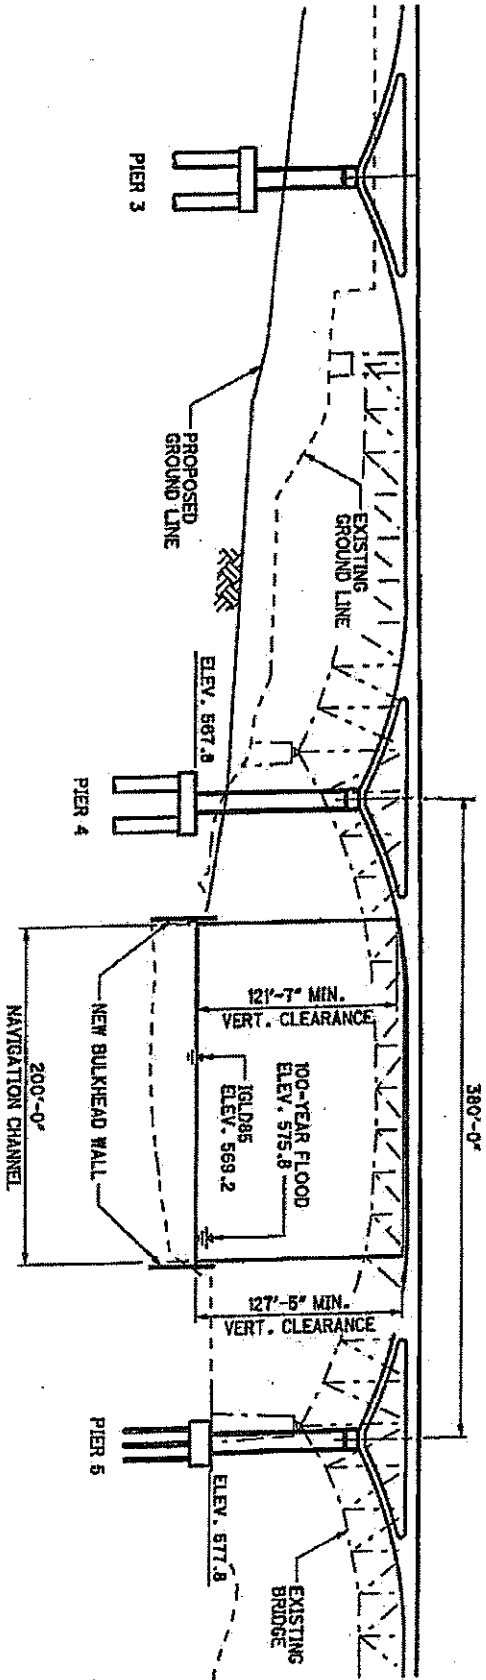 PIER 3
PROPOSED
GROUND LINE
EXISTING
GROUND LINE
ELEV. 567.8
PIER 4
380'-0"
121'-7" MIN.
VERT. CLEARANCE
100-YEAR FLOOD
ELEV. 575.8
IGLD85
ELEV. 569.2
NEW BULKHEAD WALL
200'-0"
NAVIGATION CHANNEL
127'-5" MIN.
VERT. CLEARANCE
PIER 5
ELEV. 577.8
EXISTING
BRIDGE